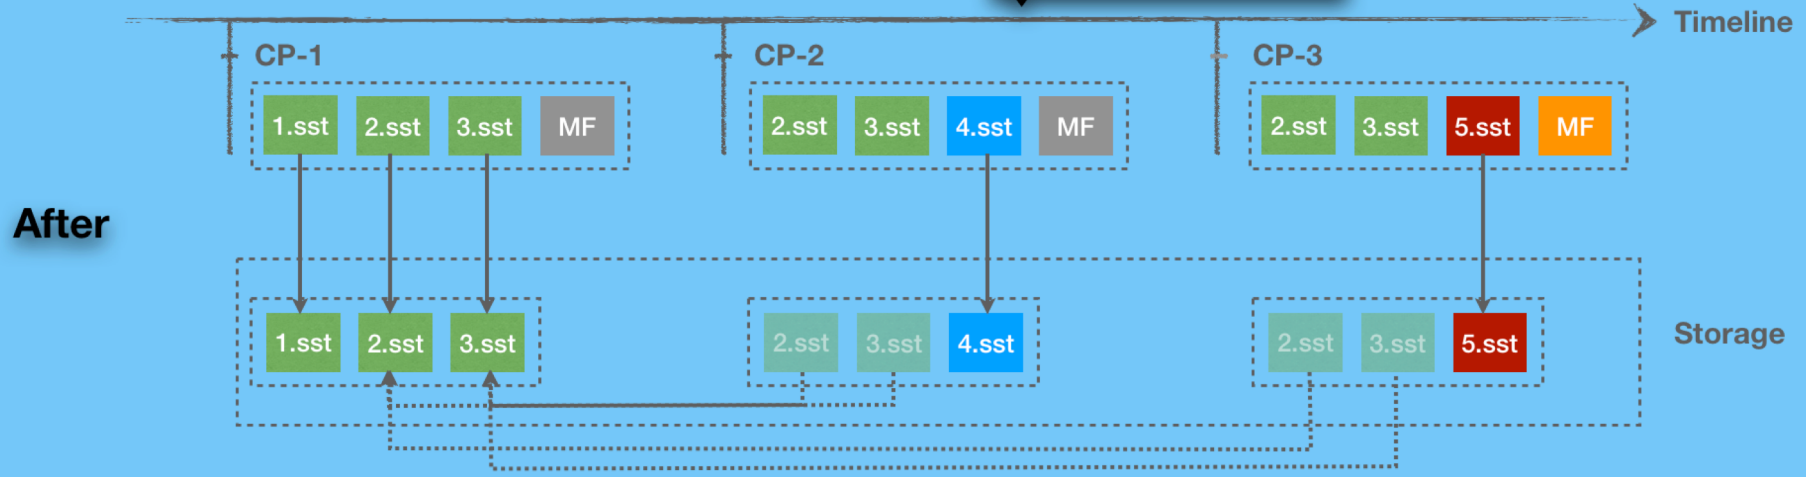 Timeline
CP-1
CP-2
CP-3
1.sst 2.sst 3.sst MF
2.sst 3.sst 4.sst MF
2.sst 3.sst 5.sst MF
After
1.sst 2.sst 3.sst
2.sst 3.sst 4.sst
2.sst 3.sst 5.sst
Storage